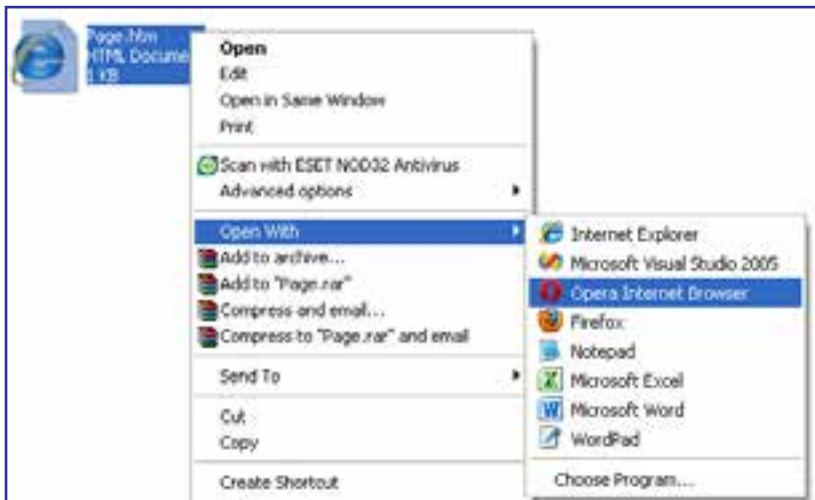 Page.htm
HTML Docume
1 KB
Open
Edit
Open in Same Window
Print
Scan with ESET NOD32 Antivirus
Advanced options
Open With
Add to archive...
Add to "Page.rar"
Compress and email...
Compress to "Page.rar" and email
Send To
Cut
Copy
Create Shortcut
Internet Explorer
Microsoft Visual Studio 2005
Opera Internet Browser
Firefox
Notepad
Microsoft Excel
Microsoft Word
WordPad
Choose Program...